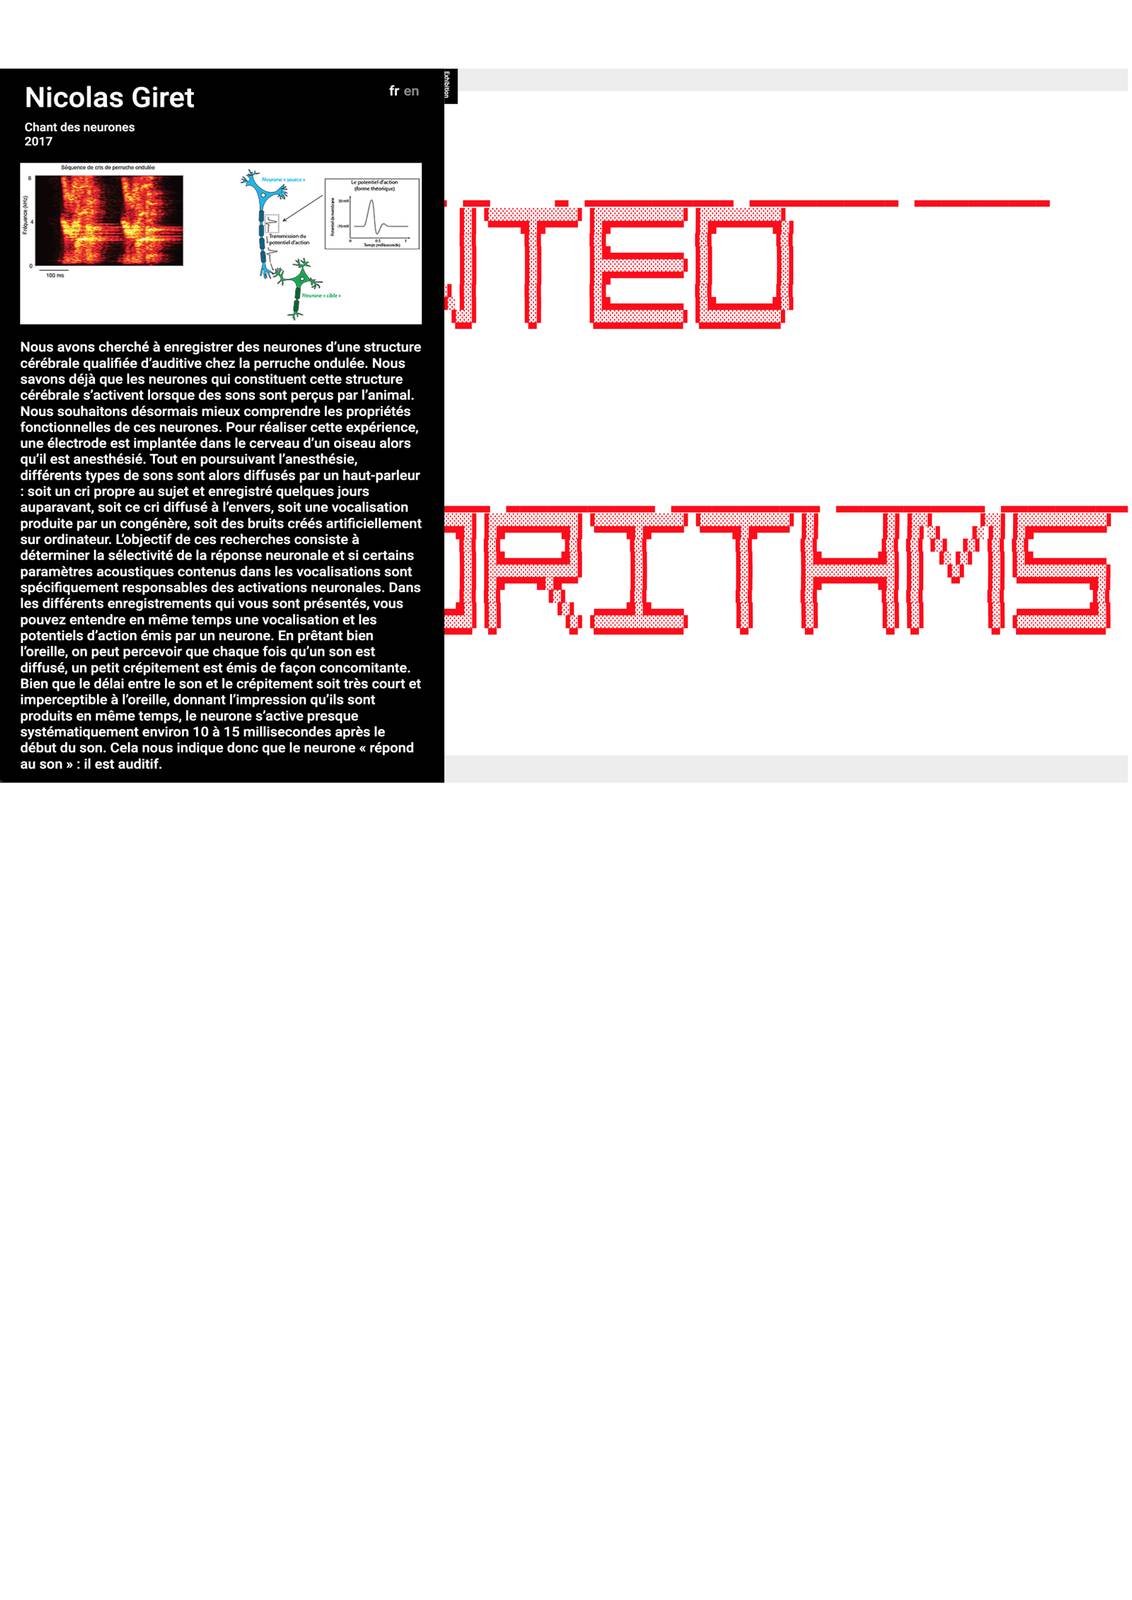 Nicolas Giret
fr en
Exhibition
Chant des neurones
2017
Séquence de cris de perruche ondulée
8
Fréquence (kHz)
4
0
100 ms
Neurone « source »
Le potentiel d'action
(forme théorique)
Potentiel de membrane
30 mV
-70 mV
0
0.5
1
Temps (millisecondes)
Transmission du
potentiel d'action
Neurone « cible »
Nous avons cherché à enregistrer des neurones d’une structure
cérébrale qualifiée d’auditive chez la perruche ondulée. Nous
savons déjà que les neurones qui constituent cette structure
cérébrale s’activent lorsque des sons sont perçus par l’animal.
Nous souhaitons désormais mieux comprendre les propriétés
fonctionnelles de ces neurones. Pour réaliser cette expérience,
une électrode est implantée dans le cerveau d’un oiseau alors
qu’il est anesthésié. Tout en poursuivant l’anesthésie,
différents types de sons sont alors diffusés par un haut-parleur
: soit un cri propre au sujet et enregistré quelques jours
auparavant, soit ce cri diffusé à l’envers, soit une vocalisation
produite par un congénère, soit des bruits créés artificiellement
sur ordinateur. L’objectif de ces recherches consiste à
déterminer la sélectivité de la réponse neuronale et si certains
paramètres acoustiques contenus dans les vocalisations sont
spécifiquement responsables des activations neuronales. Dans
les différents enregistrements qui vous sont présentés, vous
pouvez entendre en même temps une vocalisation et les
potentiels d’action émis par un neurone. En prêtant bien
l’oreille, on peut percevoir que chaque fois qu’un son est
diffusé, un petit crépitement est émis de façon concomitante.
Bien que le délai entre le son et le crépitement soit très court et
imperceptible à l’oreille, donnant l’impression qu’ils sont
produits en même temps, le neurone s’active presque
systématiquement environ 10 à 15 millisecondes après le
début du son. Cela nous indique donc que le neurone « répond
au son » : il est auditif.
TED
RITHMS